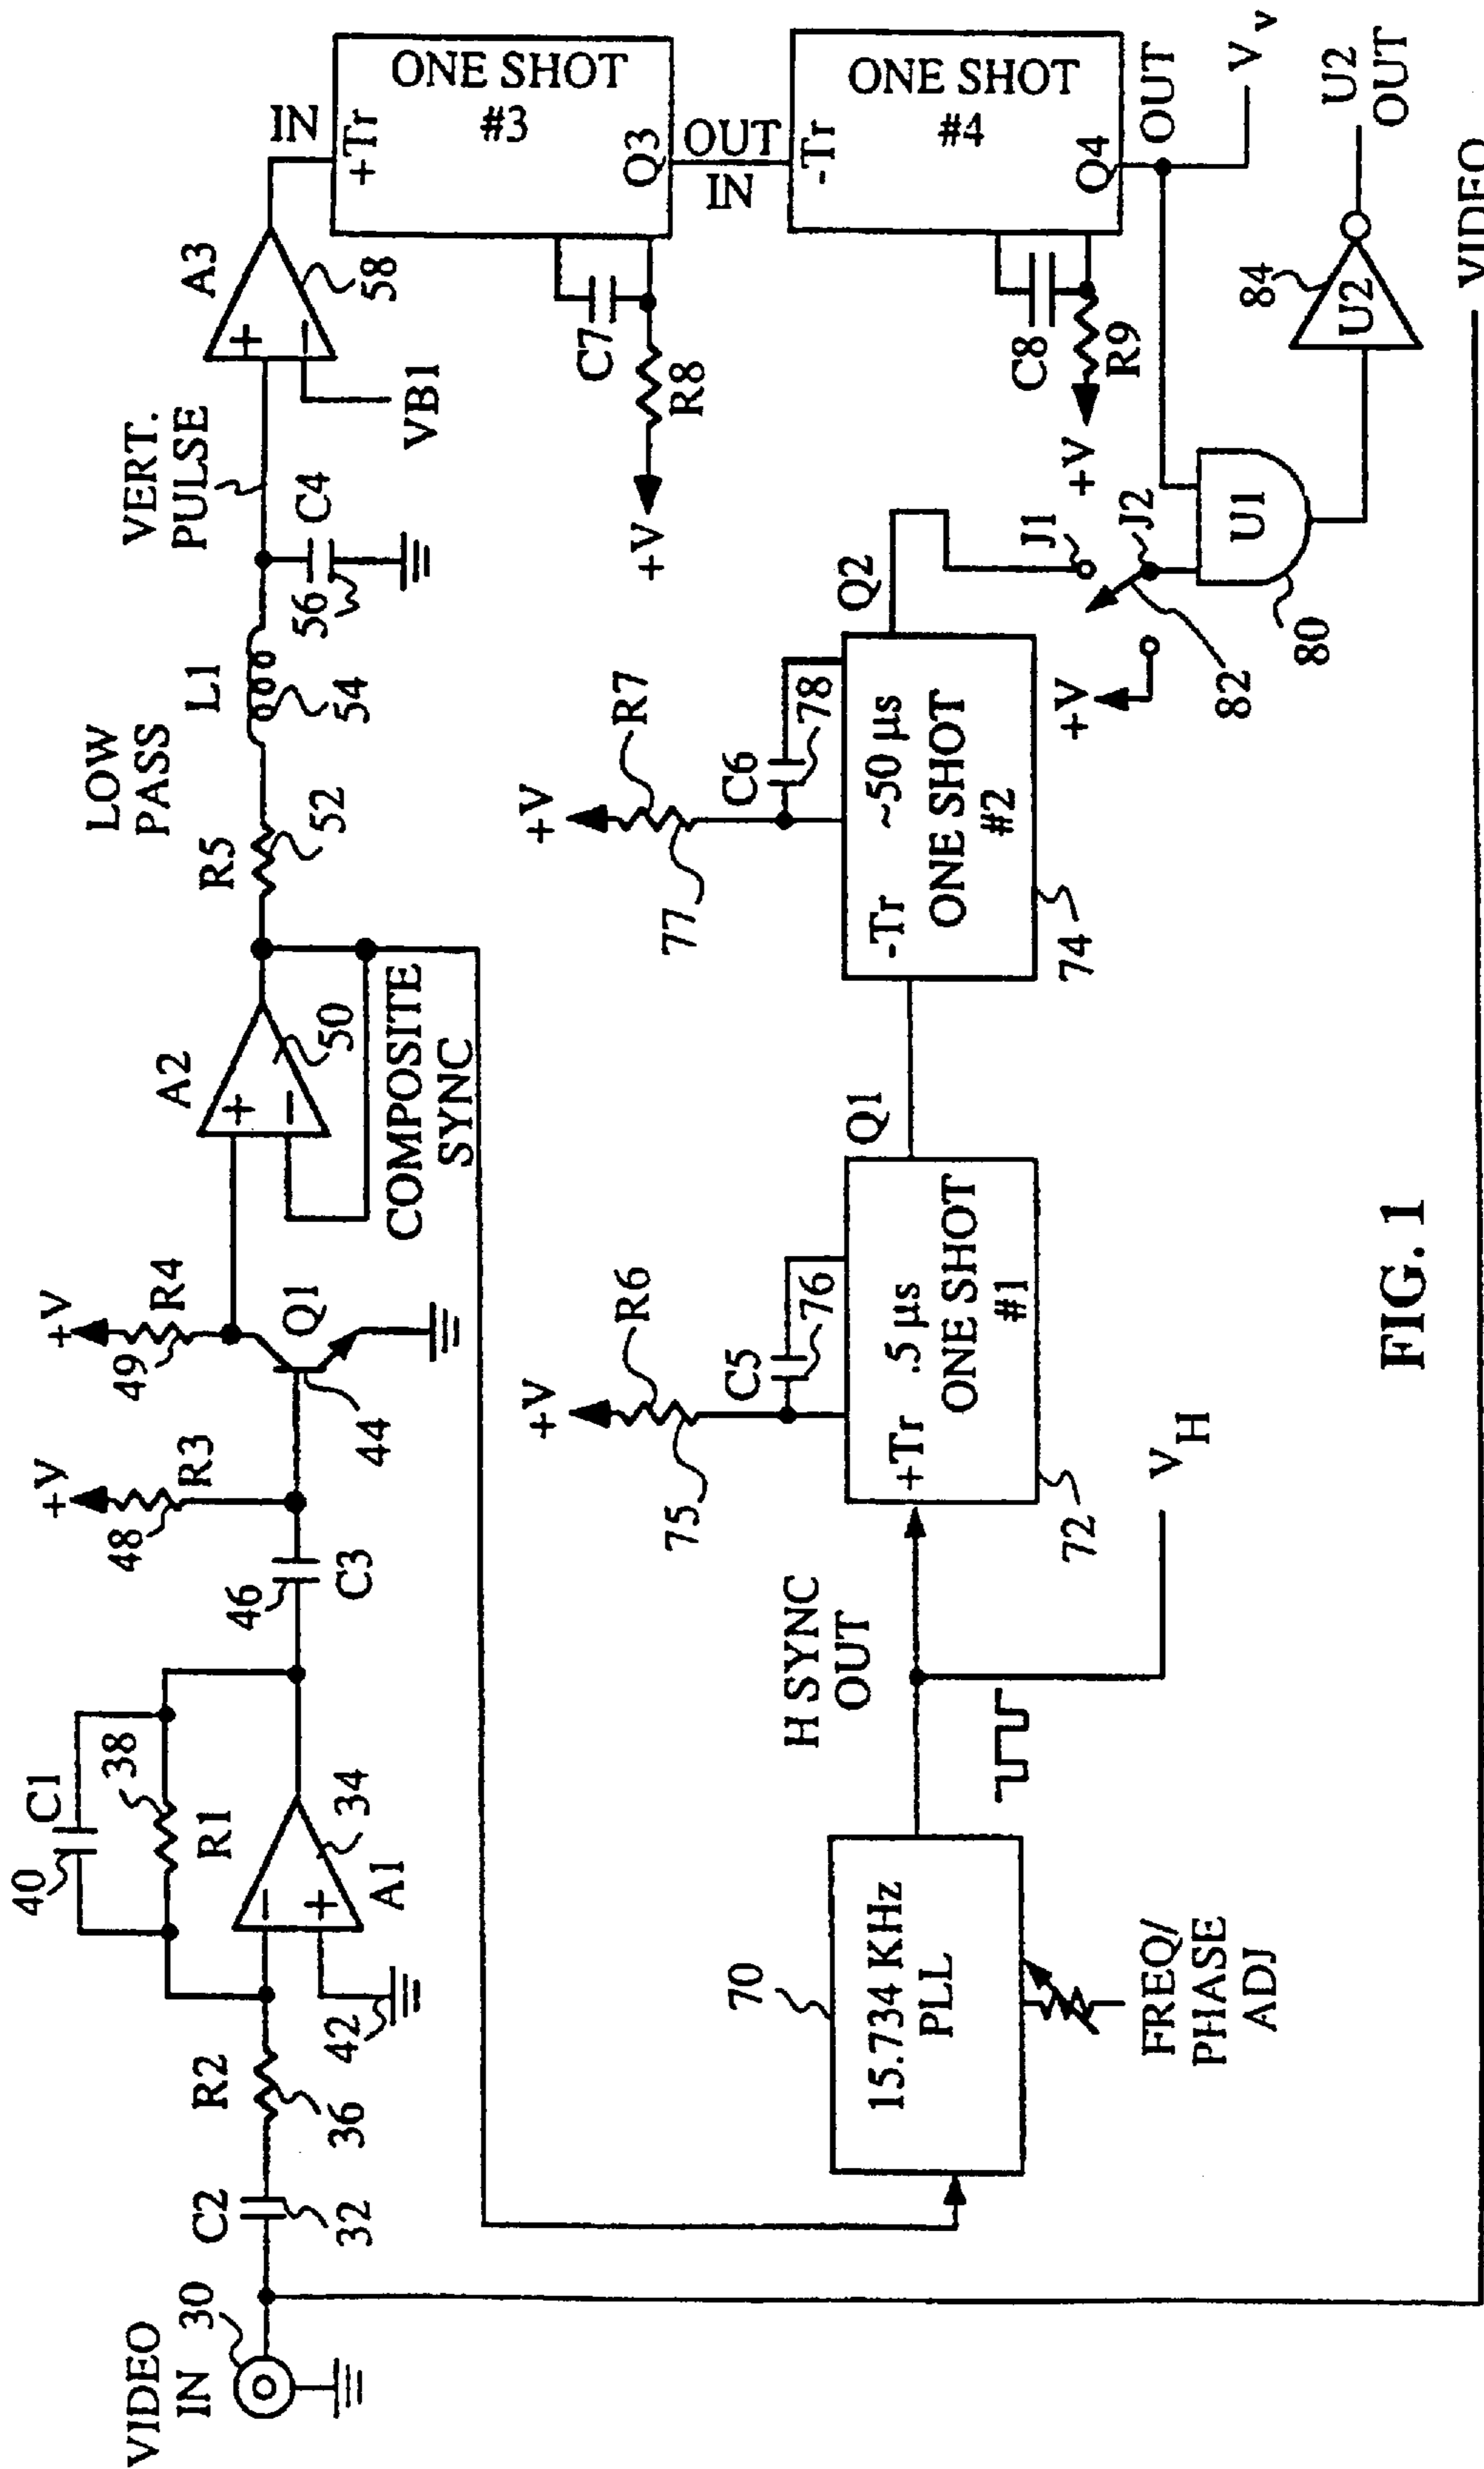 VIDEO
IN
30
C2
32
R2
36
42
40
C1
38
R1
34
A1
46
C3
+V
48
R3
+V
49
R4
Q1
44
A2
50
COMPOSITE
SYNC
R5
52
LOW
PASS
L1
54
56
C4
VERT.
PULSE
VB1
A3
58
IN
+Tr
ONE SHOT
#3
Q3
C7
R8
+V
OUT
IN
-Tr
ONE SHOT
#4
Q4
C8
R9
+V
OUT
V v
70
15.734 KHz
PLL
FREQ/
PHASE
ADJ
H SYNC
OUT
V H
+V
R6
75
C5
76
+Tr .5 µs
ONE SHOT
#1
72
Q1
+V
R7
77
C6
78
-Tr ~50 µs
ONE SHOT
#2
74
Q2
J1
J2
+V
82
U1
80
84
U2
U2
OUT
VIDEO
FIG. 1